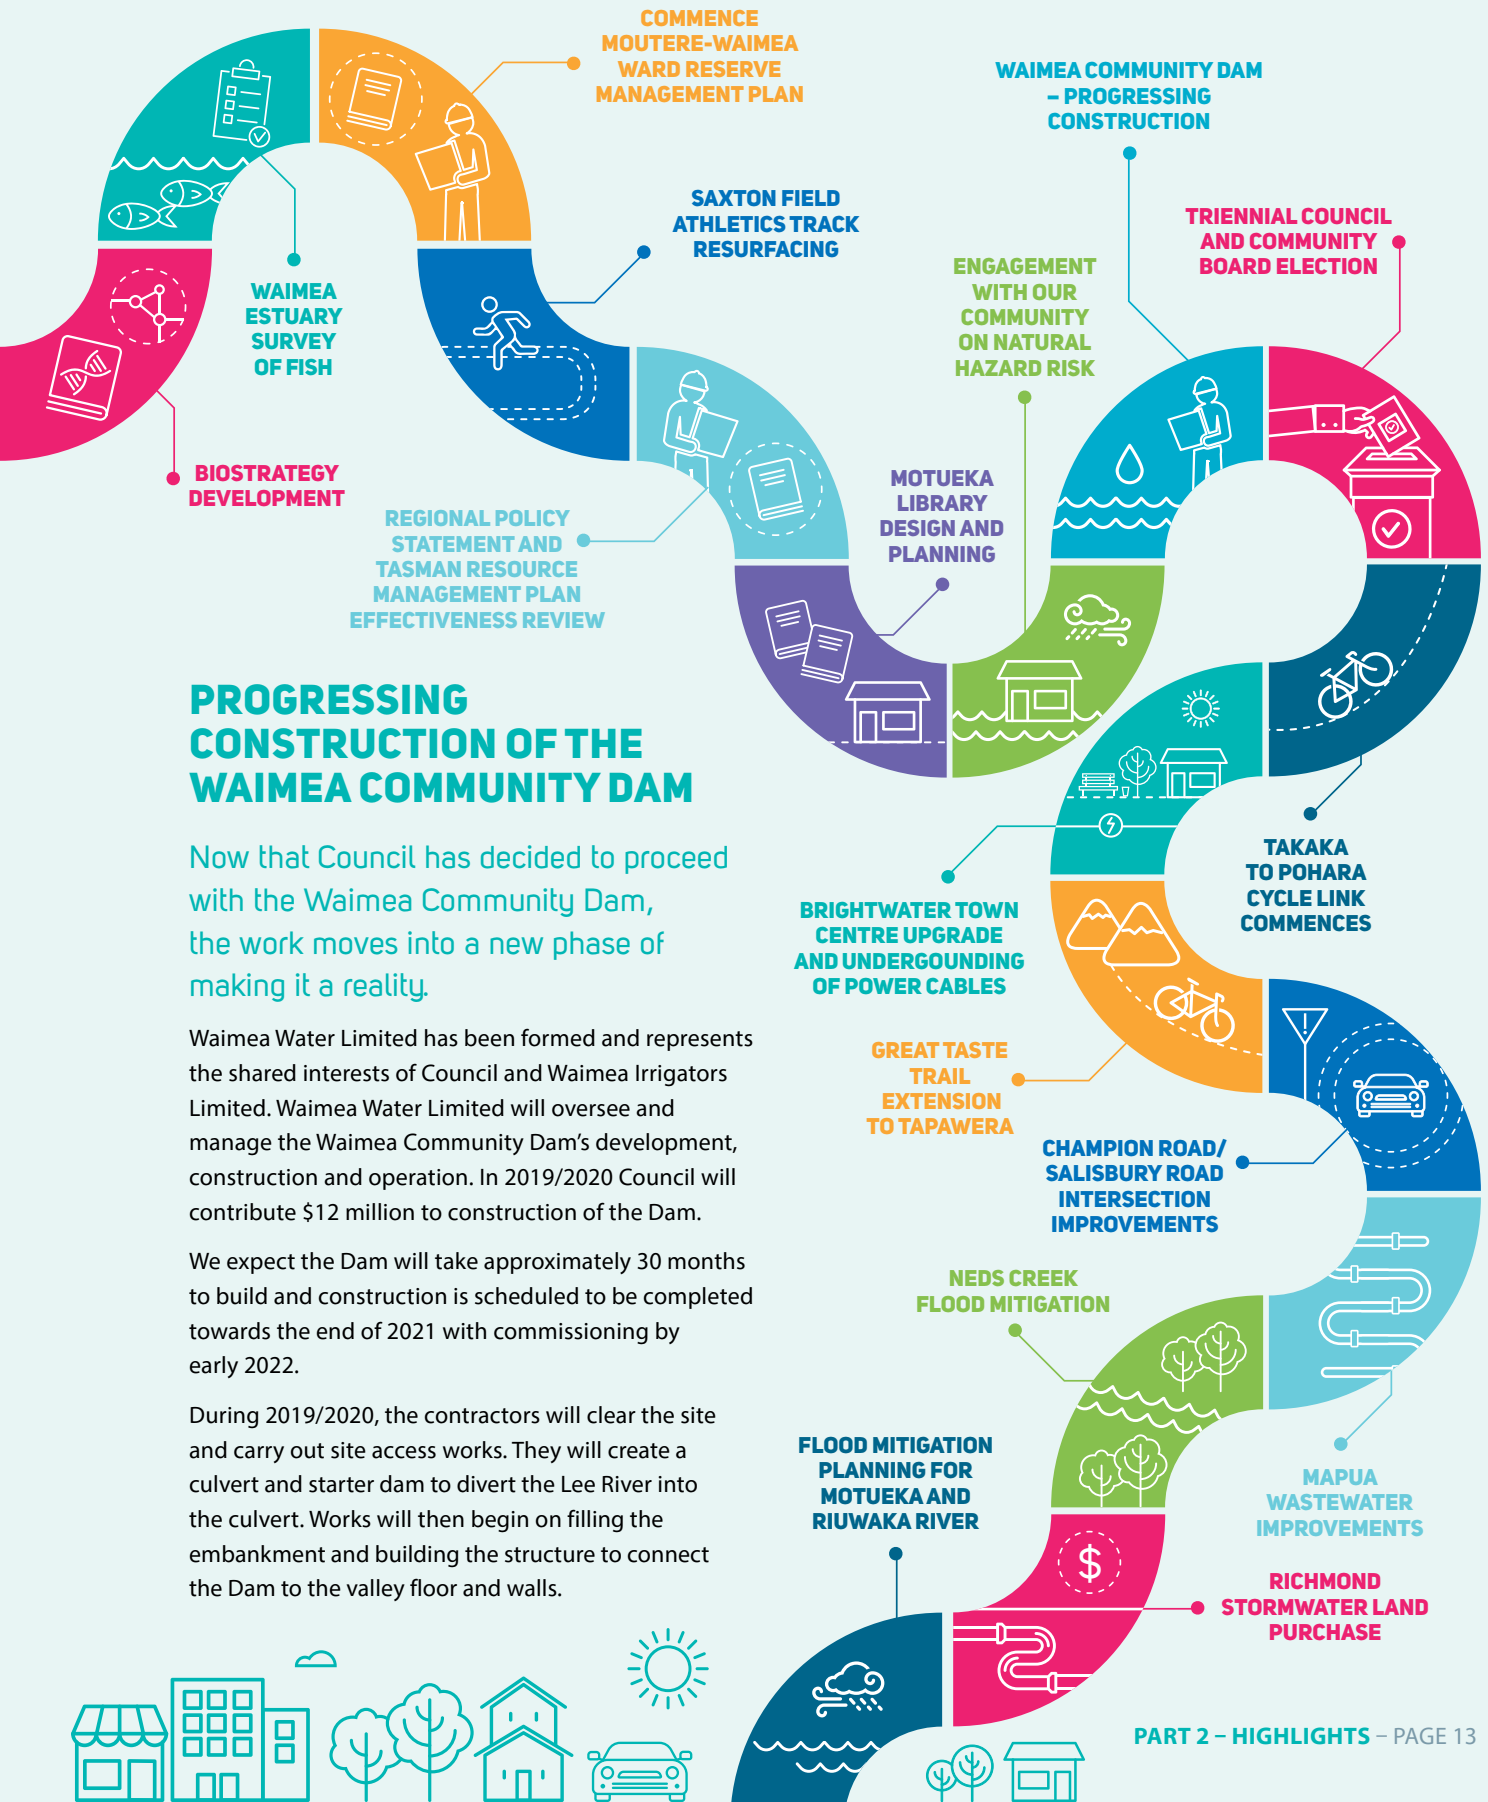 COMMENCE
MOUTERE-WAIMEA
WARD RESERVE
MANAGEMENT PLAN
WAIMEA COMMUNITY DAM
– PROGRESSING
CONSTRUCTION
SAXTON FIELD
ATHLETICS TRACK
RESURFACING
TRIENNIAL COUNCIL
AND COMMUNITY
BOARD ELECTION
WAIMEA
ESTUARY
SURVEY
OF FISH
ENGAGEMENT
WITH OUR
COMMUNITY
ON NATURAL
HAZARD RISK
BIOSTRATEGY
DEVELOPMENT
MOTUEKA
LIBRARY
DESIGN AND
PLANNING
REGIONAL POLICY
STATEMENT AND
TASMAN RESOURCE
MANAGEMENT PLAN
EFFECTIVENESS REVIEW
PROGRESSING
CONSTRUCTION OF THE
WAIMEA COMMUNITY DAM
Now that Council has decided to proceed
with the Waimea Community Dam,
the work moves into a new phase of
making it a reality.
Waimea Water Limited has been formed and represents
the shared interests of Council and Waimea Irrigators
Limited. Waimea Water Limited will oversee and
manage the Waimea Community Dam’s development,
construction and operation. In 2019/2020 Council will
contribute $12 million to construction of the Dam.
We expect the Dam will take approximately 30 months
to build and construction is scheduled to be completed
towards the end of 2021 with commissioning by
early 2022.
During 2019/2020, the contractors will clear the site
and carry out site access works. They will create a
culvert and starter dam to divert the Lee River into
the culvert. Works will then begin on filling the
embankment and building the structure to connect
the Dam to the valley floor and walls.
TAKAKA
TO POHARA
CYCLE LINK
COMMENCES
BRIGHTWATER TOWN
CENTRE UPGRADE
AND UNDERGOUNDING
OF POWER CABLES
GREAT TASTE
TRAIL
EXTENSION
TO TAPAWERA
CHAMPION ROAD/
SALISBURY ROAD
INTERSECTION
IMPROVEMENTS
NEDS CREEK
FLOOD MITIGATION
FLOOD MITIGATION
PLANNING FOR
MOTUEKA AND
RIUWAKA RIVER
MAPUA
WASTEWATER
IMPROVEMENTS
$
RICHMOND
STORMWATER LAND
PURCHASE
PART 2 – HIGHLIGHTS – PAGE 13